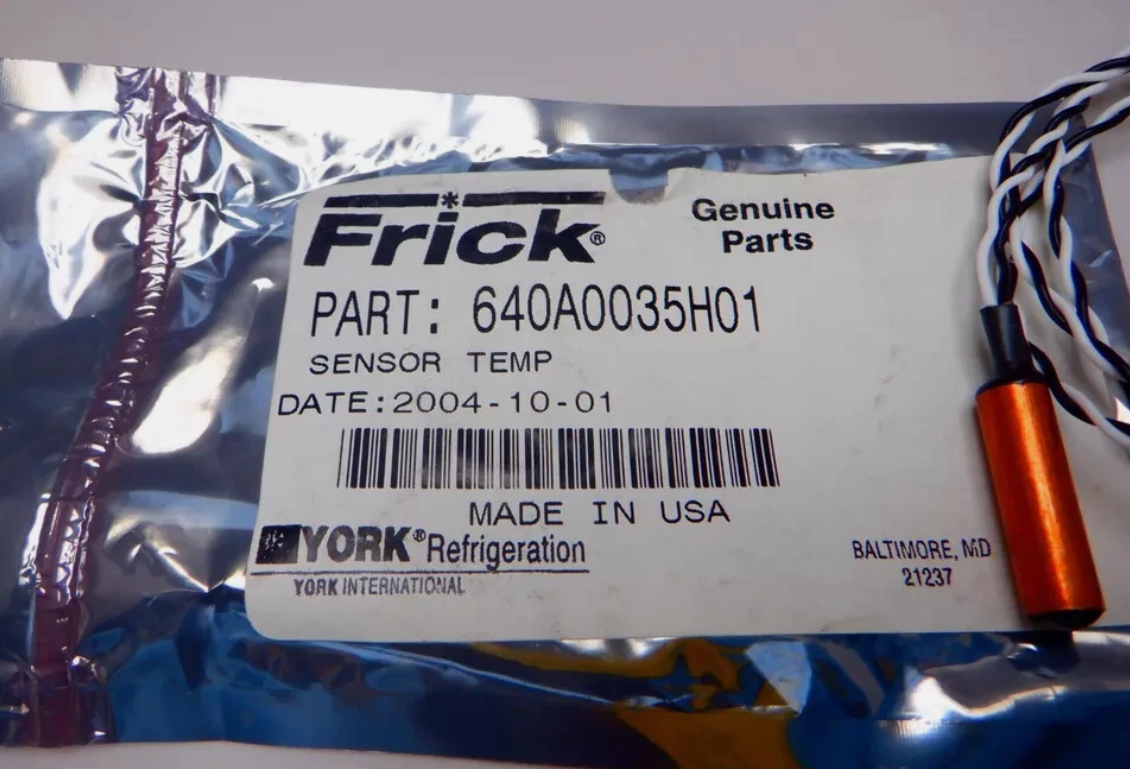 Frick®
Genuine
Parts
PART: 640A0035H01
SENSOR TEMP
DATE:2004-10-01
MADE IN USA
YORK® Refrigeration
YORK INTERNATIONAL
BALTIMORE, MD
21237